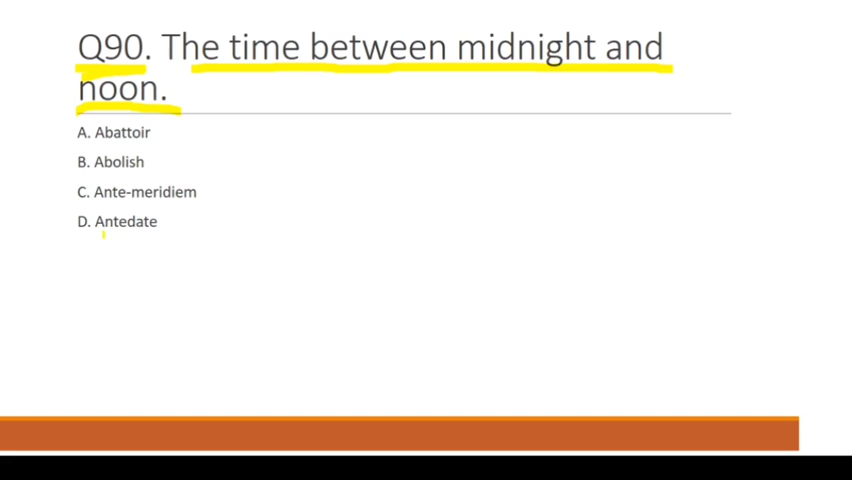 Q90. The time between midnight and
noon.
A. Abattoir
B. Abolish
C. Ante-meridiem
D. Antedate